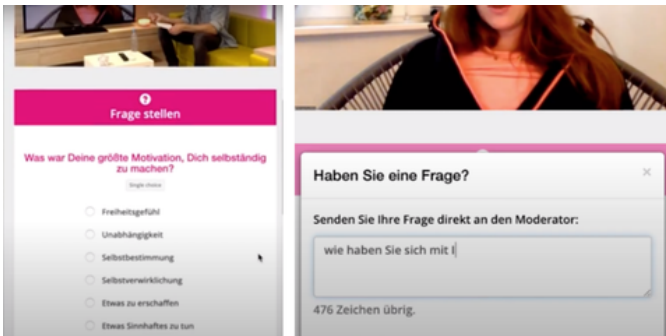 Frage stellen
Was war Deine größte Motivation, Dich selbständig
zu machen?
Single choice
Freiheitsgefühl
Unabhängigkeit
Selbstbestimmung
Selbstverwirklichung
Etwas zu erschaffen
Etwas Sinnhaftes zu tun
Haben Sie eine Frage?
Senden Sie Ihre Frage direkt an den Moderator:
wie haben Sie sich mit I
476 Zeichen übrig.